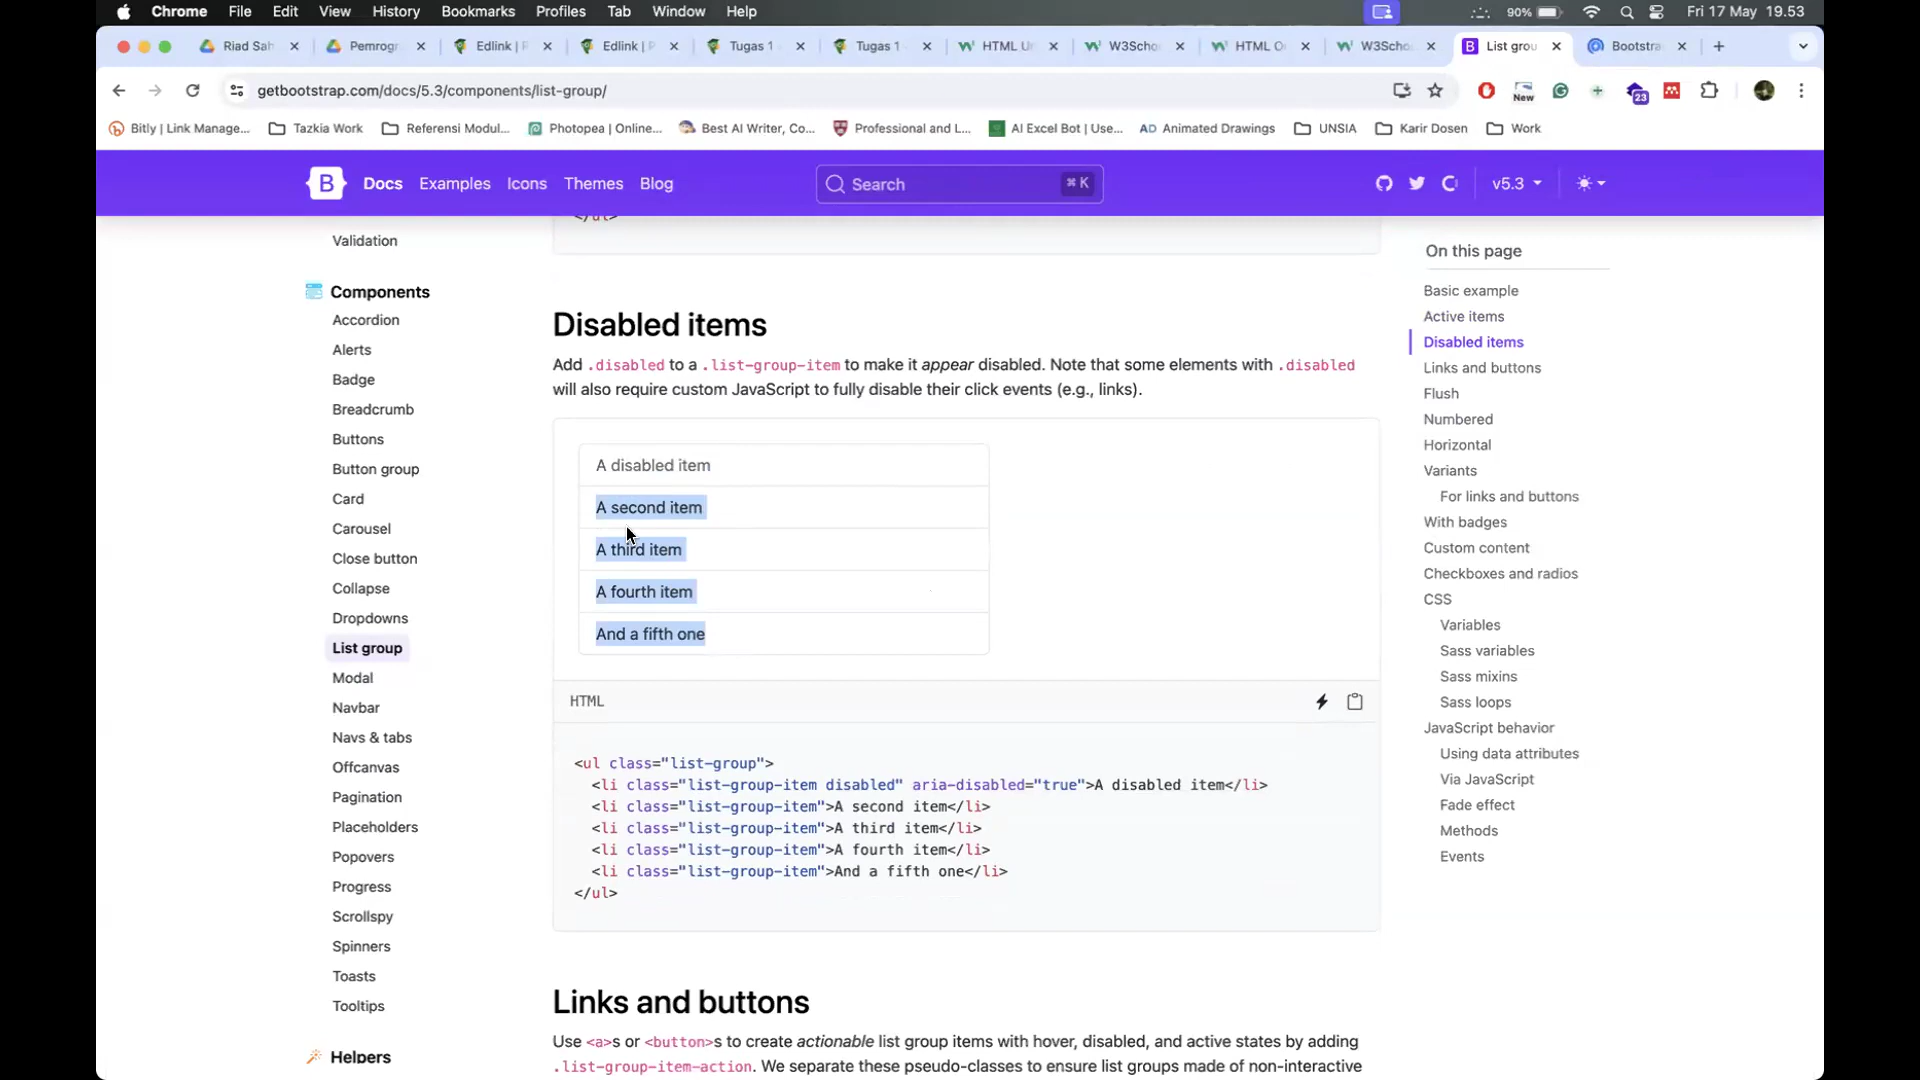 Chrome File Edit View History Bookmarks Profiles Tab Window Help 90% Fri 17 May 19.53
Riad Sah Pemrogr Edlink | F Edlink | P Tugas 1 Tugas 1 HTML U W3Scho HTML W3Scho List grou Bootstra
getbootstrap.com/docs/5.3/components/list-group/ New 23
Bitly | Link Manage... Tazkia Work Referensi Modul... Photopea | Online... Best AI Writer, Co... Professional and L... AI Excel Bot | Use... AD Animated Drawings UNSIA Karir Dosen Work
B Docs Examples Icons Themes Blog Search ⌘ K v5.3
Validation
Components
Accordion
Alerts
Badge
Breadcrumb
Buttons
Button group
Card
Carousel
Close button
Collapse
Dropdowns
List group
Modal
Navbar
Navs & tabs
Offcanvas
Pagination
Placeholders
Popovers
Progress
Scrollspy
Spinners
Toasts
Tooltips
Helpers
</ul>
Disabled items
Add .disabled to a .list-group-item to make it appear disabled. Note that some elements with .disabled
will also require custom JavaScript to fully disable their click events (e.g., links).
A disabled item
A second item
A third item
A fourth item
And a fifth one
HTML
<ul class="list-group">
<li class="list-group-item disabled" aria-disabled="true">A disabled item</li>
<li class="list-group-item">A second item</li>
<li class="list-group-item">A third item</li>
<li class="list-group-item">A fourth item</li>
<li class="list-group-item">And a fifth one</li>
</ul>
Links and buttons
Use <a>s or <button>s to create actionable list group items with hover, disabled, and active states by adding
.list-group-item-action. We separate these pseudo-classes to ensure list groups made of non-interactive
On this page
Basic example
Active items
Disabled items
Links and buttons
Flush
Numbered
Horizontal
Variants
For links and buttons
With badges
Custom content
Checkboxes and radios
CSS
Variables
Sass variables
Sass mixins
Sass loops
JavaScript behavior
Using data attributes
Via JavaScript
Fade effect
Methods
Events